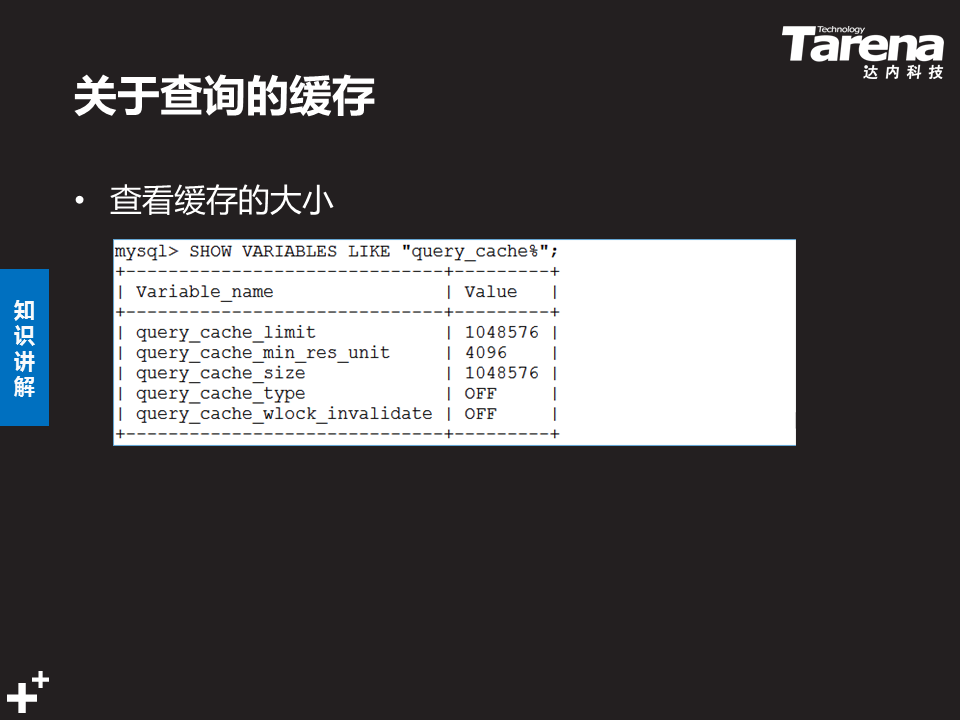 Technology
Tarena
达内科技
关于查询的缓存
• 查看缓存的大小
mysql> SHOW VARIABLES LIKE "query_cache%";
+------------------------------+---------+
| Variable_name                | Value   |
+------------------------------+---------+
| query_cache_limit            | 1048576 |
| query_cache_min_res_unit     | 4096    |
| query_cache_size             | 1048576 |
| query_cache_type             | OFF     |
| query_cache_wlock_invalidate | OFF     |
+------------------------------+---------+
知识讲解